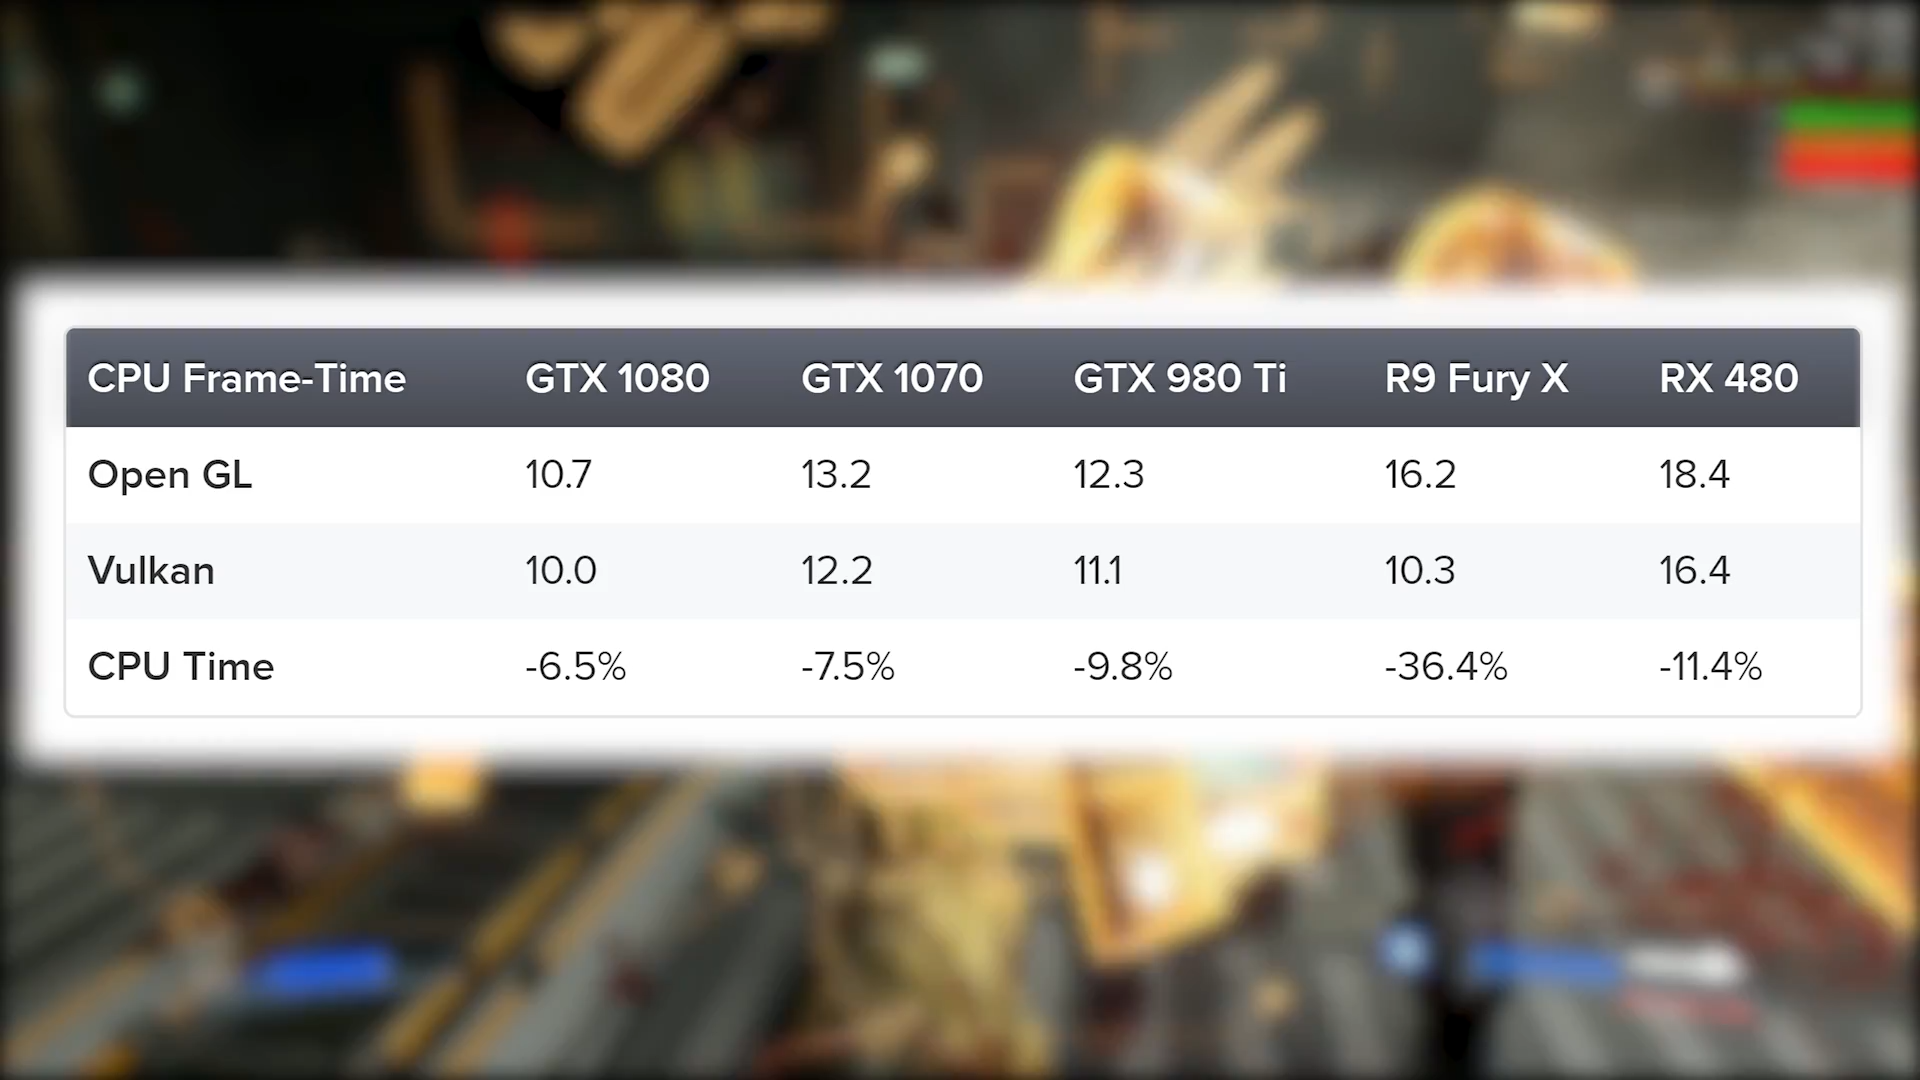 CPU Frame-Time GTX 1080 GTX 1070 GTX 980 Ti R9 Fury X RX 480
Open GL 10.7 13.2 12.3 16.2 18.4
Vulkan 10.0 12.2 11.1 10.3 16.4
CPU Time -6.5% -7.5% -9.8% -36.4% -11.4%